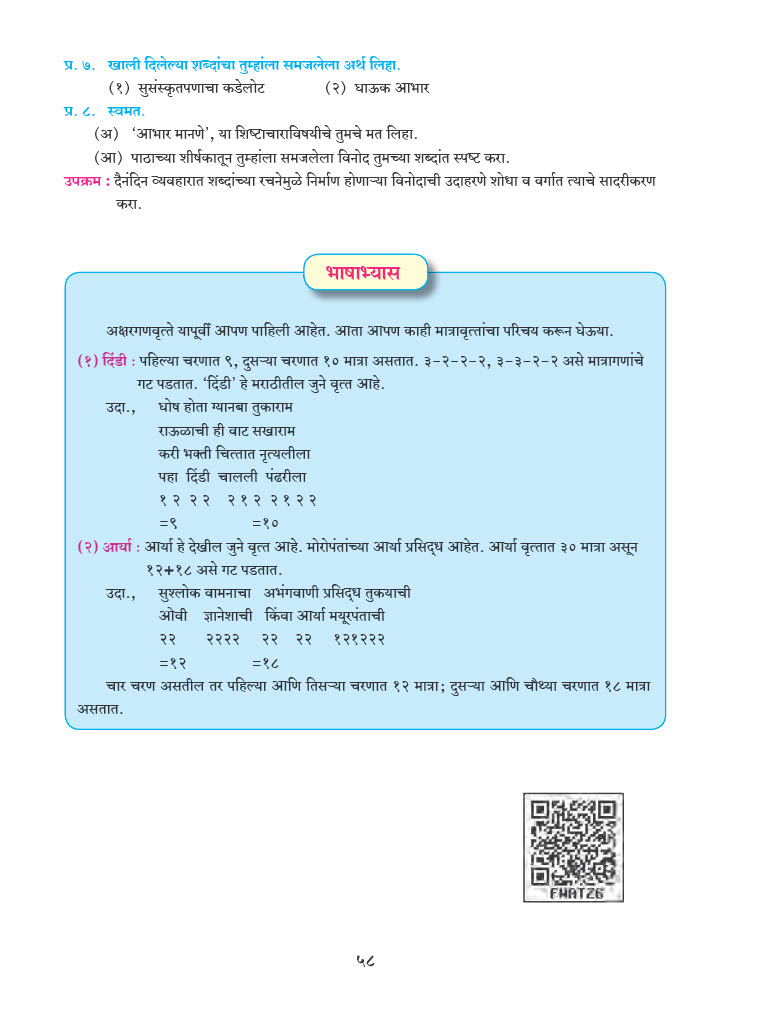 प्र. ७. खाली दिलेल्या शब्दांचा तुम्हांला समजलेला अर्थ लिहा.
(१) सुसंस्कृतपणाचा कडेलोट (२) घाऊक आभार
प्र. ८. स्वमत.
(अ) ‘आभार मानणे’, या शिष्टाचाराविषयीचे तुमचे मत लिहा.
(आ) पाठाच्या शीर्षकातून तुम्हांला समजलेला विनोद तुमच्या शब्दांत स्पष्ट करा.
उपक्रम : दैनंदिन व्यवहारात शब्दांच्या रचनेमुळे निर्माण होणाऱ्या विनोदाची उदाहरणे शोधा व वर्गात त्याचे सादरीकरण
करा.
भाषाभ्यास
अक्षरगणवृत्ते यापूर्वी आपण पाहिली आहेत. आता आपण काही मात्रावृत्तांचा परिचय करून घेऊया.
(१) दिंडी : पहिल्या चरणात ९, दुसऱ्या चरणात १० मात्रा असतात. ३-२-२-२, ३-३-२-२ असे मात्रागणांचे
गट पडतात. ‘दिंडी’ हे मराठीतील जुने वृत्त आहे.
उदा., घोष होता ग्यानबा तुकाराम
राऊळाची ही वाट सखाराम
करी भक्ती चित्तात नृत्यलीला
पहा दिंडी चालली पंढरीला
१ २ २ २ २ १ २ २ १ २ २
=९ =१०
(२) आर्या : आर्या हे देखील जुने वृत्त आहे. मोरोपंतांच्या आर्या प्रसिद्ध आहेत. आर्या वृत्तात ३० मात्रा असून
१२+१८ असे गट पडतात.
उदा., सुश्लोक वामनाचा अभंगवाणी प्रसिद्ध तुकयाची
ओवी ज्ञानेशाची किंवा आर्या मयूरपंताची
२२ २२२२ २२ २२ १२१२२२
=१२ =१८
चार चरण असतील तर पहिल्या आणि तिसऱ्या चरणात १२ मात्रा; दुसऱ्या आणि चौथ्या चरणात १८ मात्रा
असतात.
FWAT26
५८